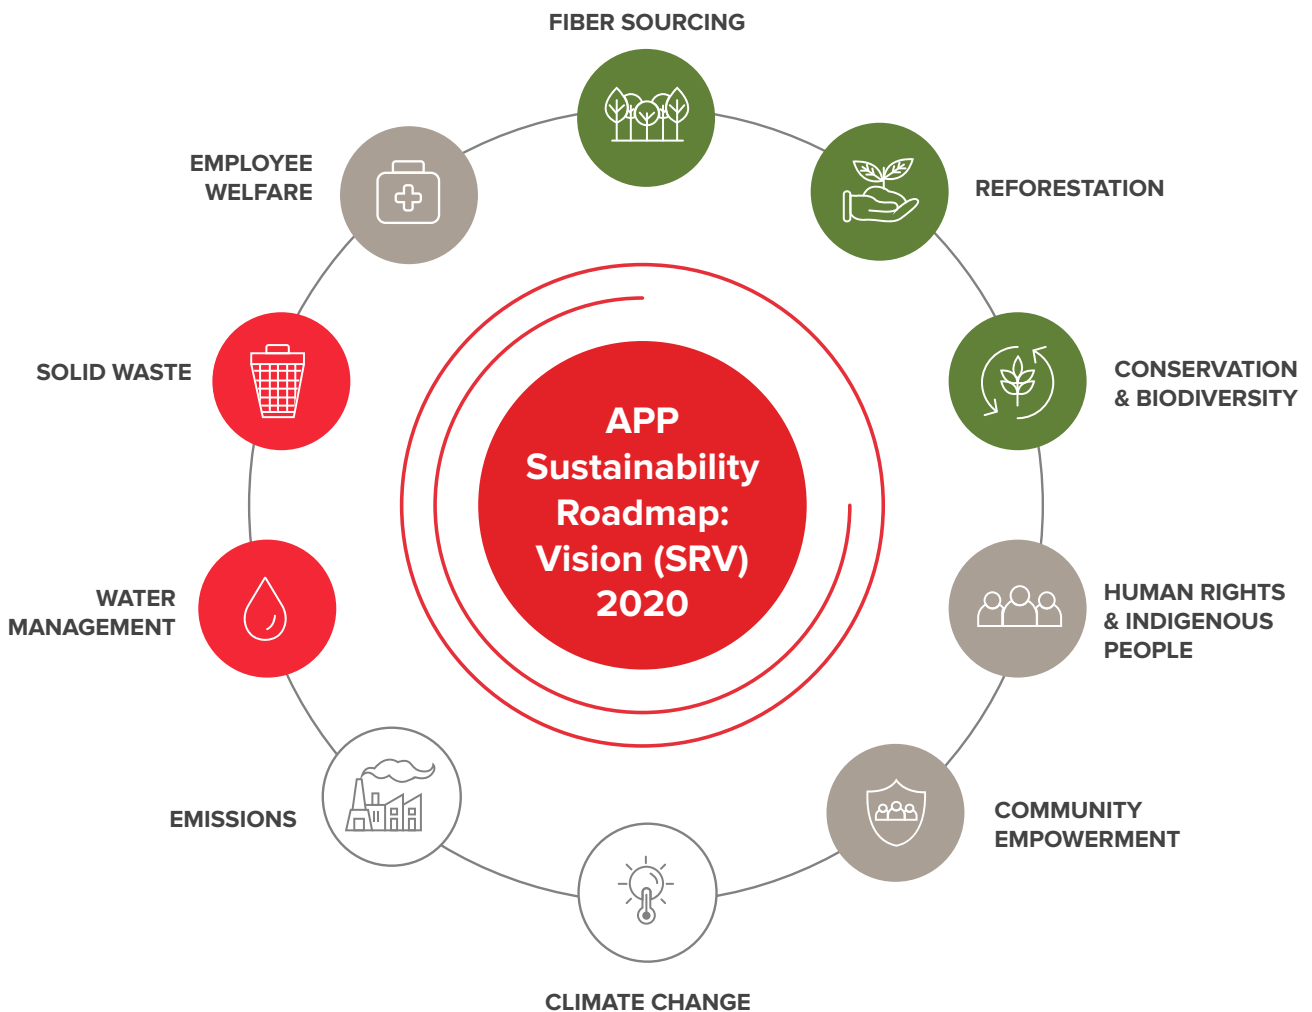 FIBER SOURCING
REFORESTATION
CONSERVATION
& BIODIVERSITY
HUMAN RIGHTS
& INDIGENOUS
PEOPLE
COMMUNITY
EMPOWERMENT
CLIMATE CHANGE
EMISSIONS
WATER
MANAGEMENT
SOLID WASTE
EMPLOYEE
WELFARE
APP
Sustainability
Roadmap:
Vision (SRV)
2020